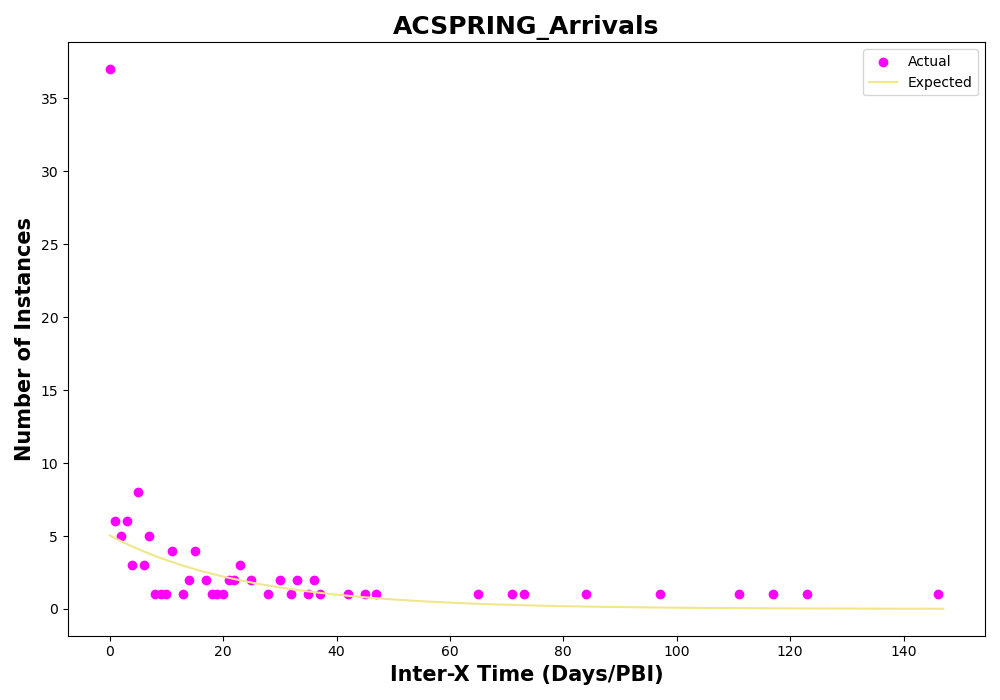 ACSPRING_Arrivals
Actual
Expected
Number of Instances
35
30
25
20
15
10
5
0
0 20 40 60 80 100 120 140
Inter-X Time (Days/PBI)